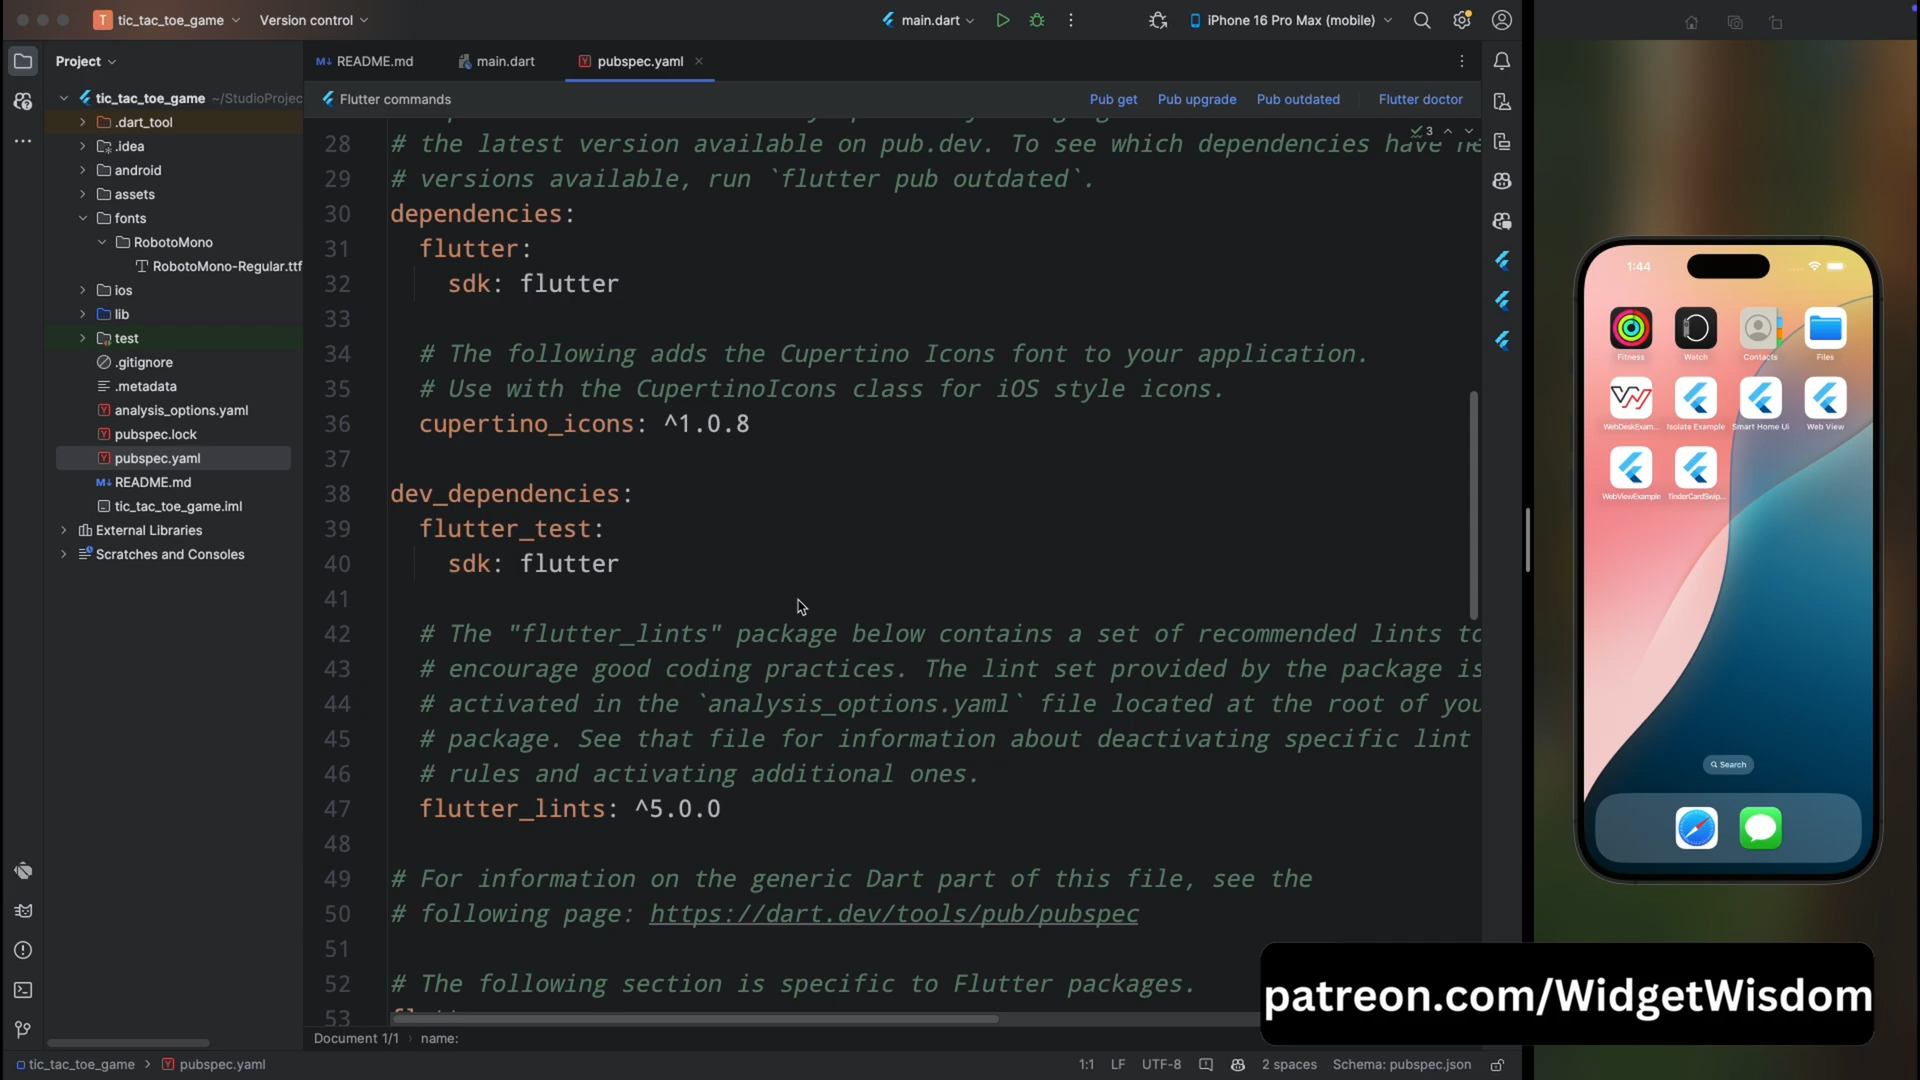 T tic_tac_toe_game
Version control
main.dart
iPhone 16 Pro Max (mobile)
Project
README.md
main.dart
pubspec.yaml
Flutter commands
Pub get
Pub upgrade
Pub outdated
Flutter doctor
tic_tac_toe_game ~/StudioProjec
.dart_tool
.idea
android
assets
fonts
RobotoMono
RobotoMono-Regular.ttf
ios
lib
test
.gitignore
.metadata
analysis_options.yaml
pubspec.lock
pubspec.yaml
README.md
tic_tac_toe_game.iml
External Libraries
Scratches and Consoles
3
28 # the latest version available on pub.dev. To see which dependencies have ne
29 # versions available, run `flutter pub outdated`.
30 dependencies:
31 flutter:
32 sdk: flutter
33
34 # The following adds the Cupertino Icons font to your application.
35 # Use with the CupertinoIcons class for iOS style icons.
36 cupertino_icons: ^1.0.8
37
38 dev_dependencies:
39 flutter_test:
40 sdk: flutter
41
42 # The "flutter_lints" package below contains a set of recommended lints to
43 # encourage good coding practices. The lint set provided by the package is
44 # activated in the `analysis_options.yaml` file located at the root of you
45 # package. See that file for information about deactivating specific lint
46 # rules and activating additional ones.
47 flutter_lints: ^5.0.0
48
49 # For information on the generic Dart part of this file, see the
50 # following page: https://dart.dev/tools/pub/pubspec
51
52 # The following section is specific to Flutter packages.
53
Document 1/1
name:
tic_tac_toe_game
pubspec.yaml
1:1
LF
UTF-8
2 spaces
Schema: pubspec.json
1:44
Fitness
Watch
Contacts
Files
WebDeskExam...
Isolate Example
Smart Home Ui
Web View
WebViewExample
TinderCardSwip...
Search
patreon.com/WidgetWisdom